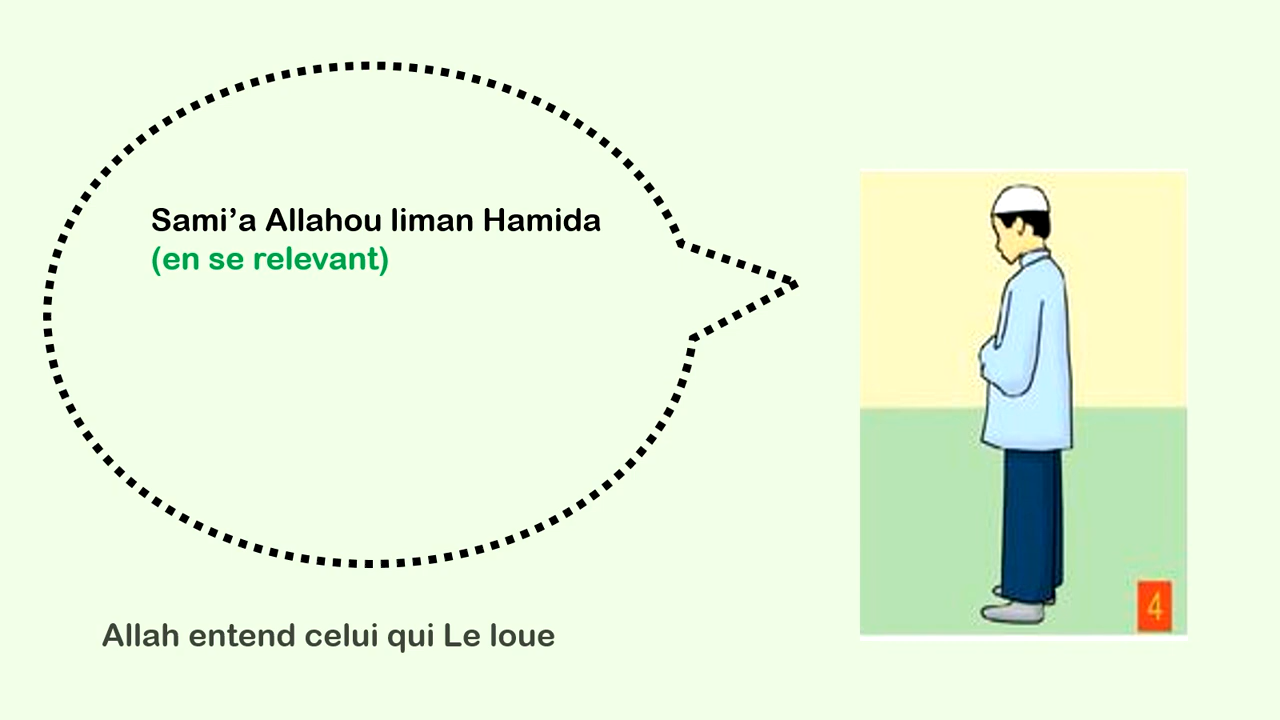 Sami’a Allahou liman Hamida
(en se relevant)
4
Allah entend celui qui Le loue